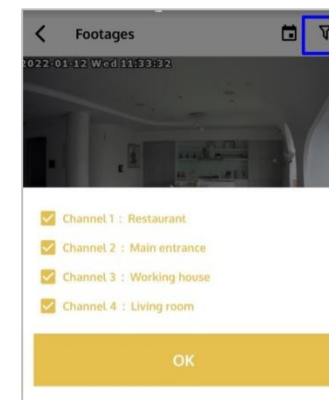 Footages
2022-01-12 Wed 11:33:32
Channel 1 : Restaurant
Channel 2 : Main entrance
Channel 3 : Working house
Channel 4 : Living room
OK